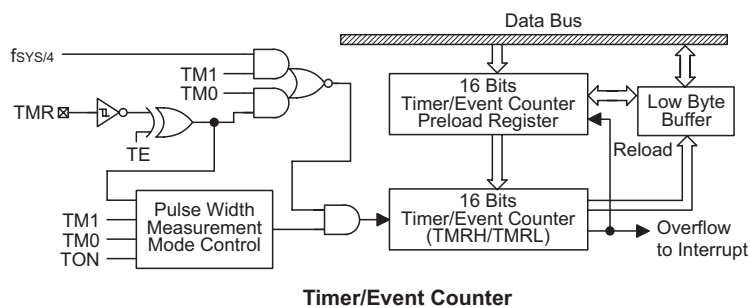 Data Bus
fSYS/4
TM1
TM0
TMR
TE
16 Bits
Timer/Event Counter
Preload Register
Low Byte
Buffer
Reload
TM1
TM0
TON
Pulse Width
Measurement
Mode Control
16 Bits
Timer/Event Counter
(TMRH/TMRL)
Overflow
to Interrupt
Timer/Event Counter